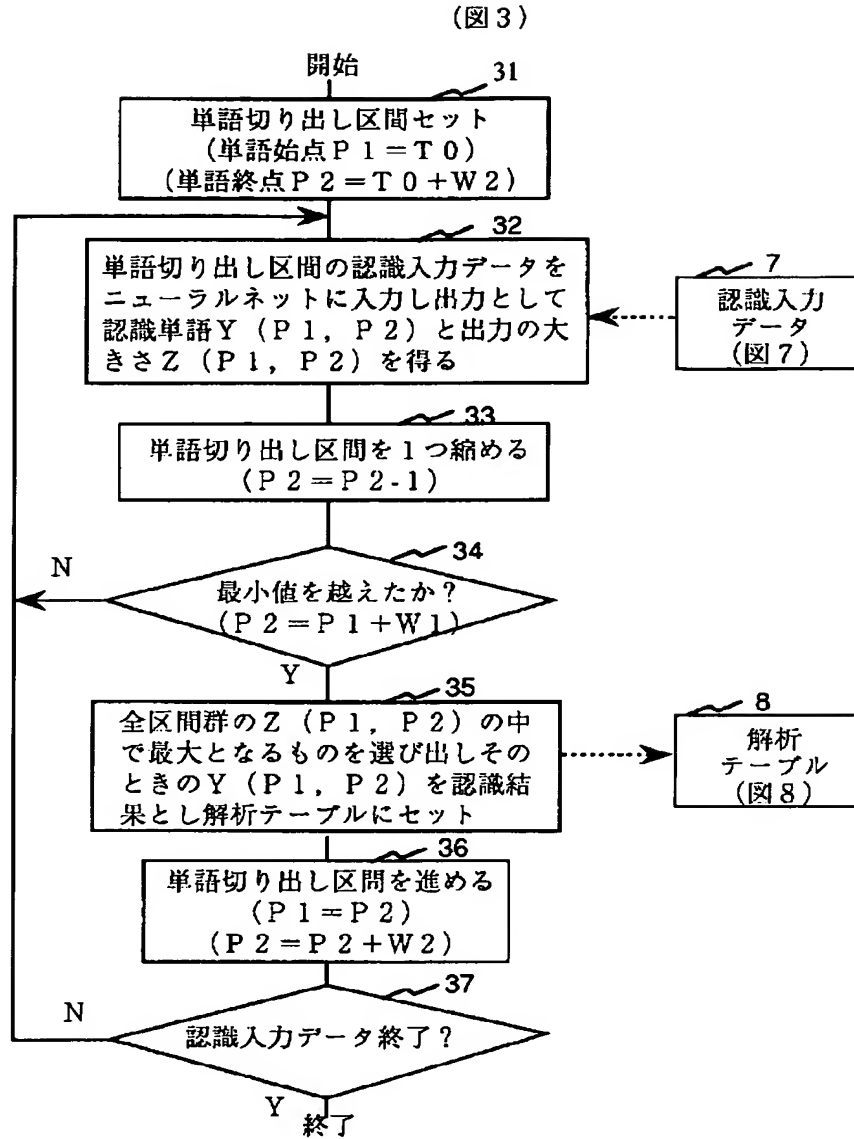 (図3)
開始
31
単語切り出し区間セット
(単語始点P1=T0)
(単語終点P2=T0+W2)
32
単語切り出し区間の認識入力データを
ニューラルネットに入力し出力として
認識単語Y (P1, P2) と出力の大
きさZ (P1, P2) を得る
7
認識入力
データ
(図7)
33
単語切り出し区間を1つ縮める
(P2=P2-1)
34
N
最小値を越えたか?
(P2=P1+W1)
Y
35
全区間群のZ (P1, P2) の中
で最大となるものを選び出しその
ときのY (P1, P2) を認識結
果とし解析テーブルにセット
8
解析
テーブル
(図8)
36
単語切り出し区問を進める
(P1=P2)
(P2=P2+W2)
37
N
認識入力データ終了?
Y
終了